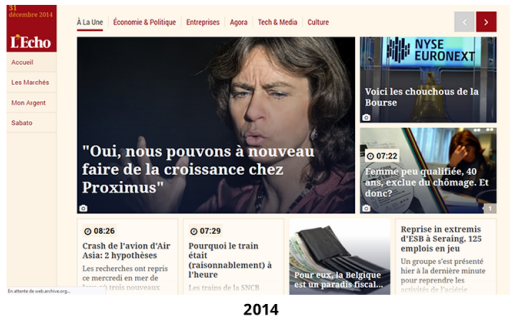 31
décembre 2014
L'Echo
Accueil
Les Marchés
Mon Argent
Sabato
À La Une
Économie & Politique
Entreprises
Agora
Tech & Media
Culture
"Oui, nous pouvons à nouveau
faire de la croissance chez
Proximus"
NYSE
EURONEXT
Voici les chouchous de la
Bourse
07:22
Femme peu qualifiée, 40
ans, exclue du chômage. Et
donc?
1
08:26
Crash de l'avion d'Air
Asia: 2 hypothèses
Les recherches ont repris
ce mercredi en mer de
trois nouveaux
07:29
Pourquoi le train
était
(raisonnablement) à
l'heure
Les trains de la SNCB
Pour eux, la Belgique
est un paradis fiscal...
Reprise in extremis
d'ESB à Seraing, 125
emplois en jeu
Un groupe s'est présenté
hier à la dernière minute
pour reprendre les
activités de l'aciérie
En attente de web.archive.org...
2014